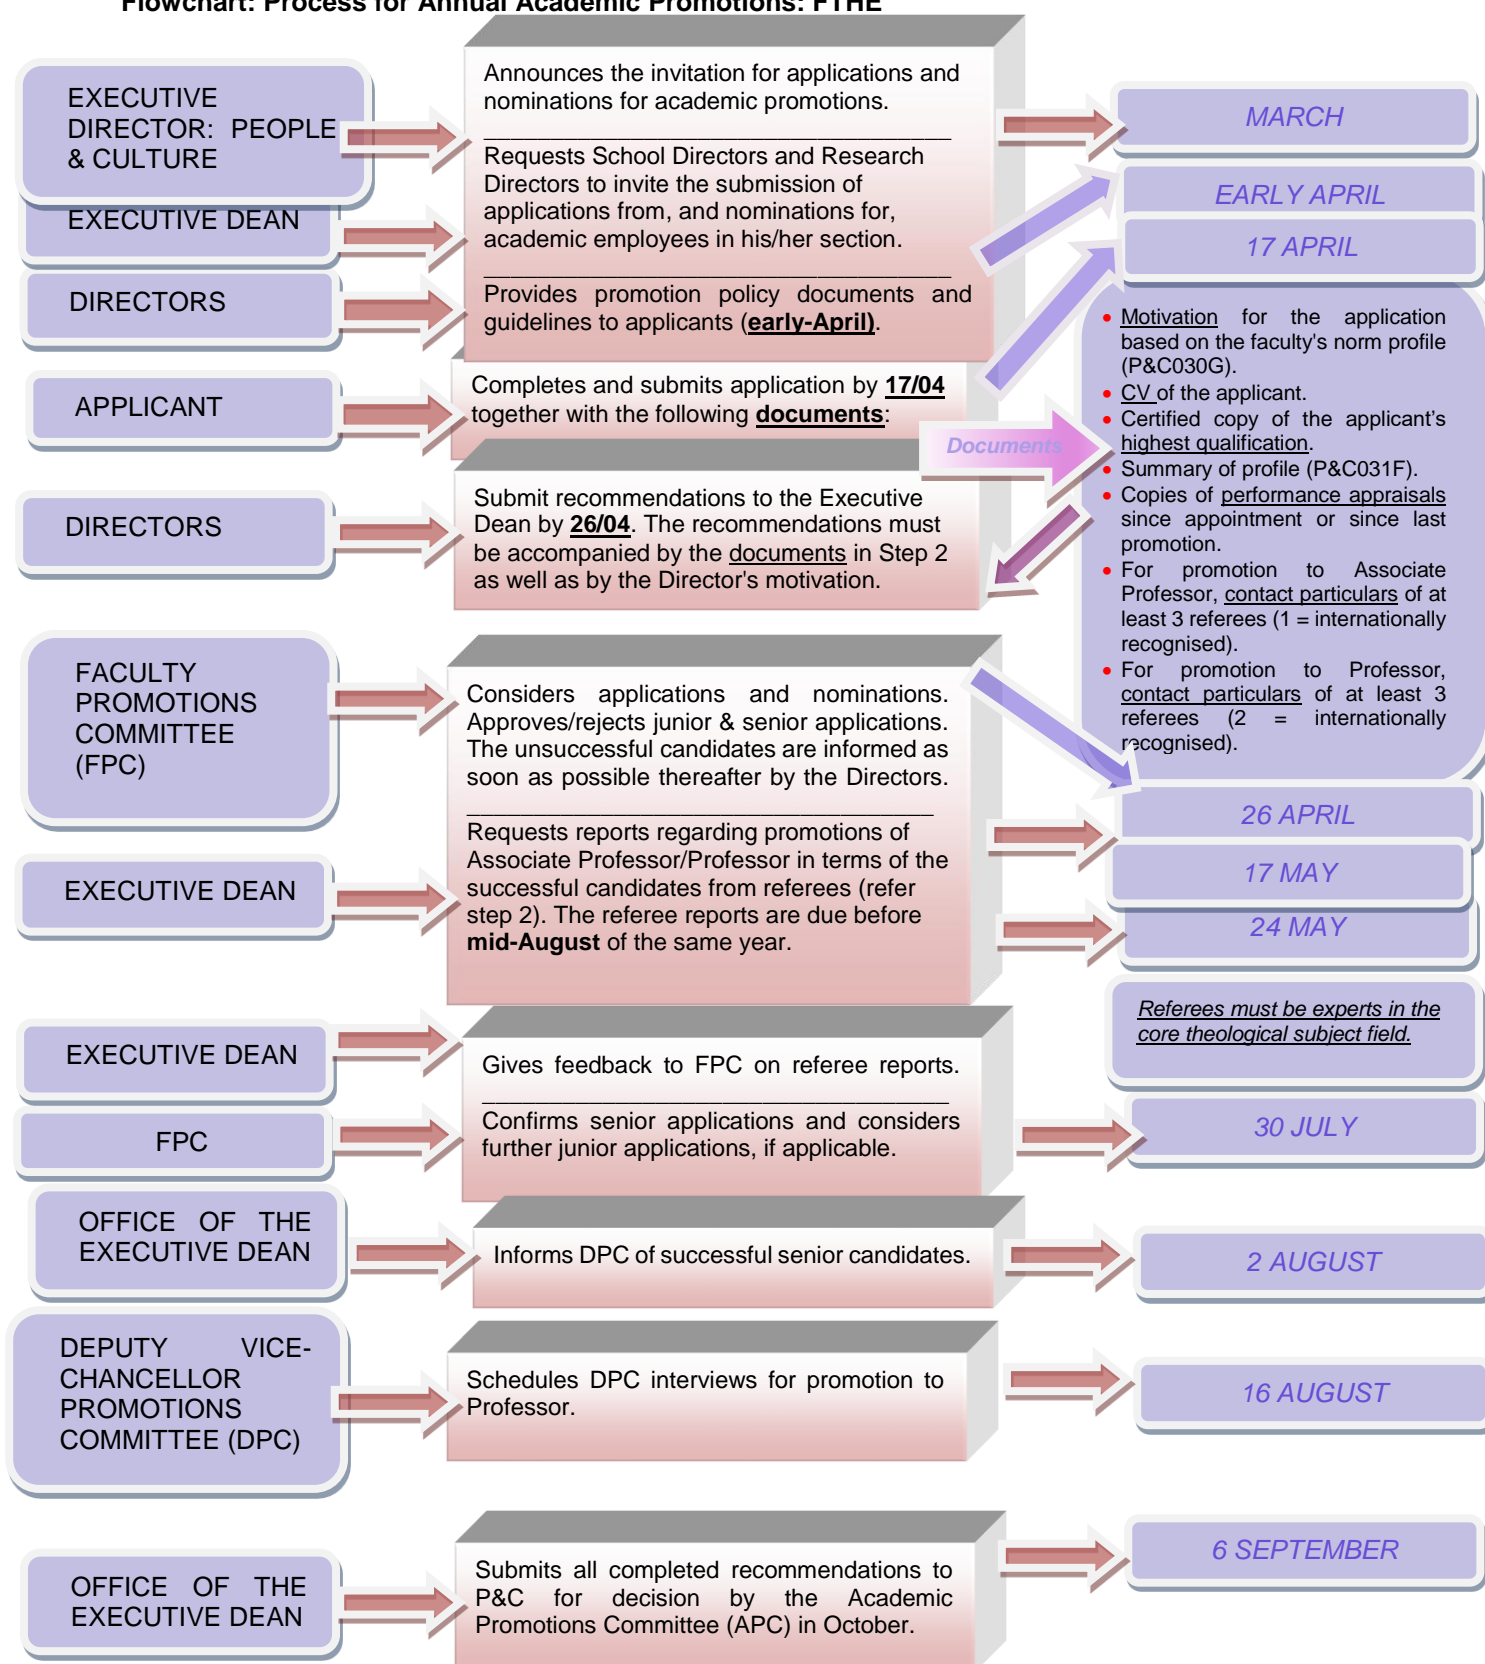 Flowchart: Process for Annual Academic Promotions: FTHE
EXECUTIVE
DIRECTOR: PEOPLE
& CULTURE
Announces the invitation for applications and
nominations for academic promotions.
MARCH
EXECUTIVE DEAN
Requests School Directors and Research
Directors to invite the submission of
applications from, and nominations for,
academic employees in his/her section.
EARLY APRIL
17 APRIL
DIRECTORS
Provides promotion policy documents and
guidelines to applicants (early-April).
APPLICANT
Completes and submits application by 17/04
together with the following documents:
Documents
• Motivation for the application
based on the faculty's norm profile
(P&C030G).
• CV of the applicant.
• Certified copy of the applicant’s
highest qualification.
• Summary of profile (P&C031F).
• Copies of performance appraisals
since appointment or since last
promotion.
• For promotion to Associate
Professor, contact particulars of at
least 3 referees (1 = internationally
recognised).
• For promotion to Professor,
contact particulars of at least 3
referees (2 = internationally
recognised).
DIRECTORS
Submit recommendations to the Executive
Dean by 26/04. The recommendations must
be accompanied by the documents in Step 2
as well as by the Director's motivation.
26 APRIL
FACULTY
PROMOTIONS
COMMITTEE
(FPC)
Considers applications and nominations.
Approves/rejects junior & senior applications.
The unsuccessful candidates are informed as
soon as possible thereafter by the Directors.
17 MAY
EXECUTIVE DEAN
Requests reports regarding promotions of
Associate Professor/Professor in terms of the
successful candidates from referees (refer
step 2). The referee reports are due before
mid-August of the same year.
24 MAY
Referees must be experts in the
core theological subject field.
EXECUTIVE DEAN
Gives feedback to FPC on referee reports.
FPC
Confirms senior applications and considers
further junior applications, if applicable.
30 JULY
OFFICE OF THE
EXECUTIVE DEAN
Informs DPC of successful senior candidates.
2 AUGUST
DEPUTY VICE-
CHANCELLOR
PROMOTIONS
COMMITTEE (DPC)
Schedules DPC interviews for promotion to
Professor.
16 AUGUST
OFFICE OF THE
EXECUTIVE DEAN
Submits all completed recommendations to
P&C for decision by the Academic
Promotions Committee (APC) in October.
6 SEPTEMBER